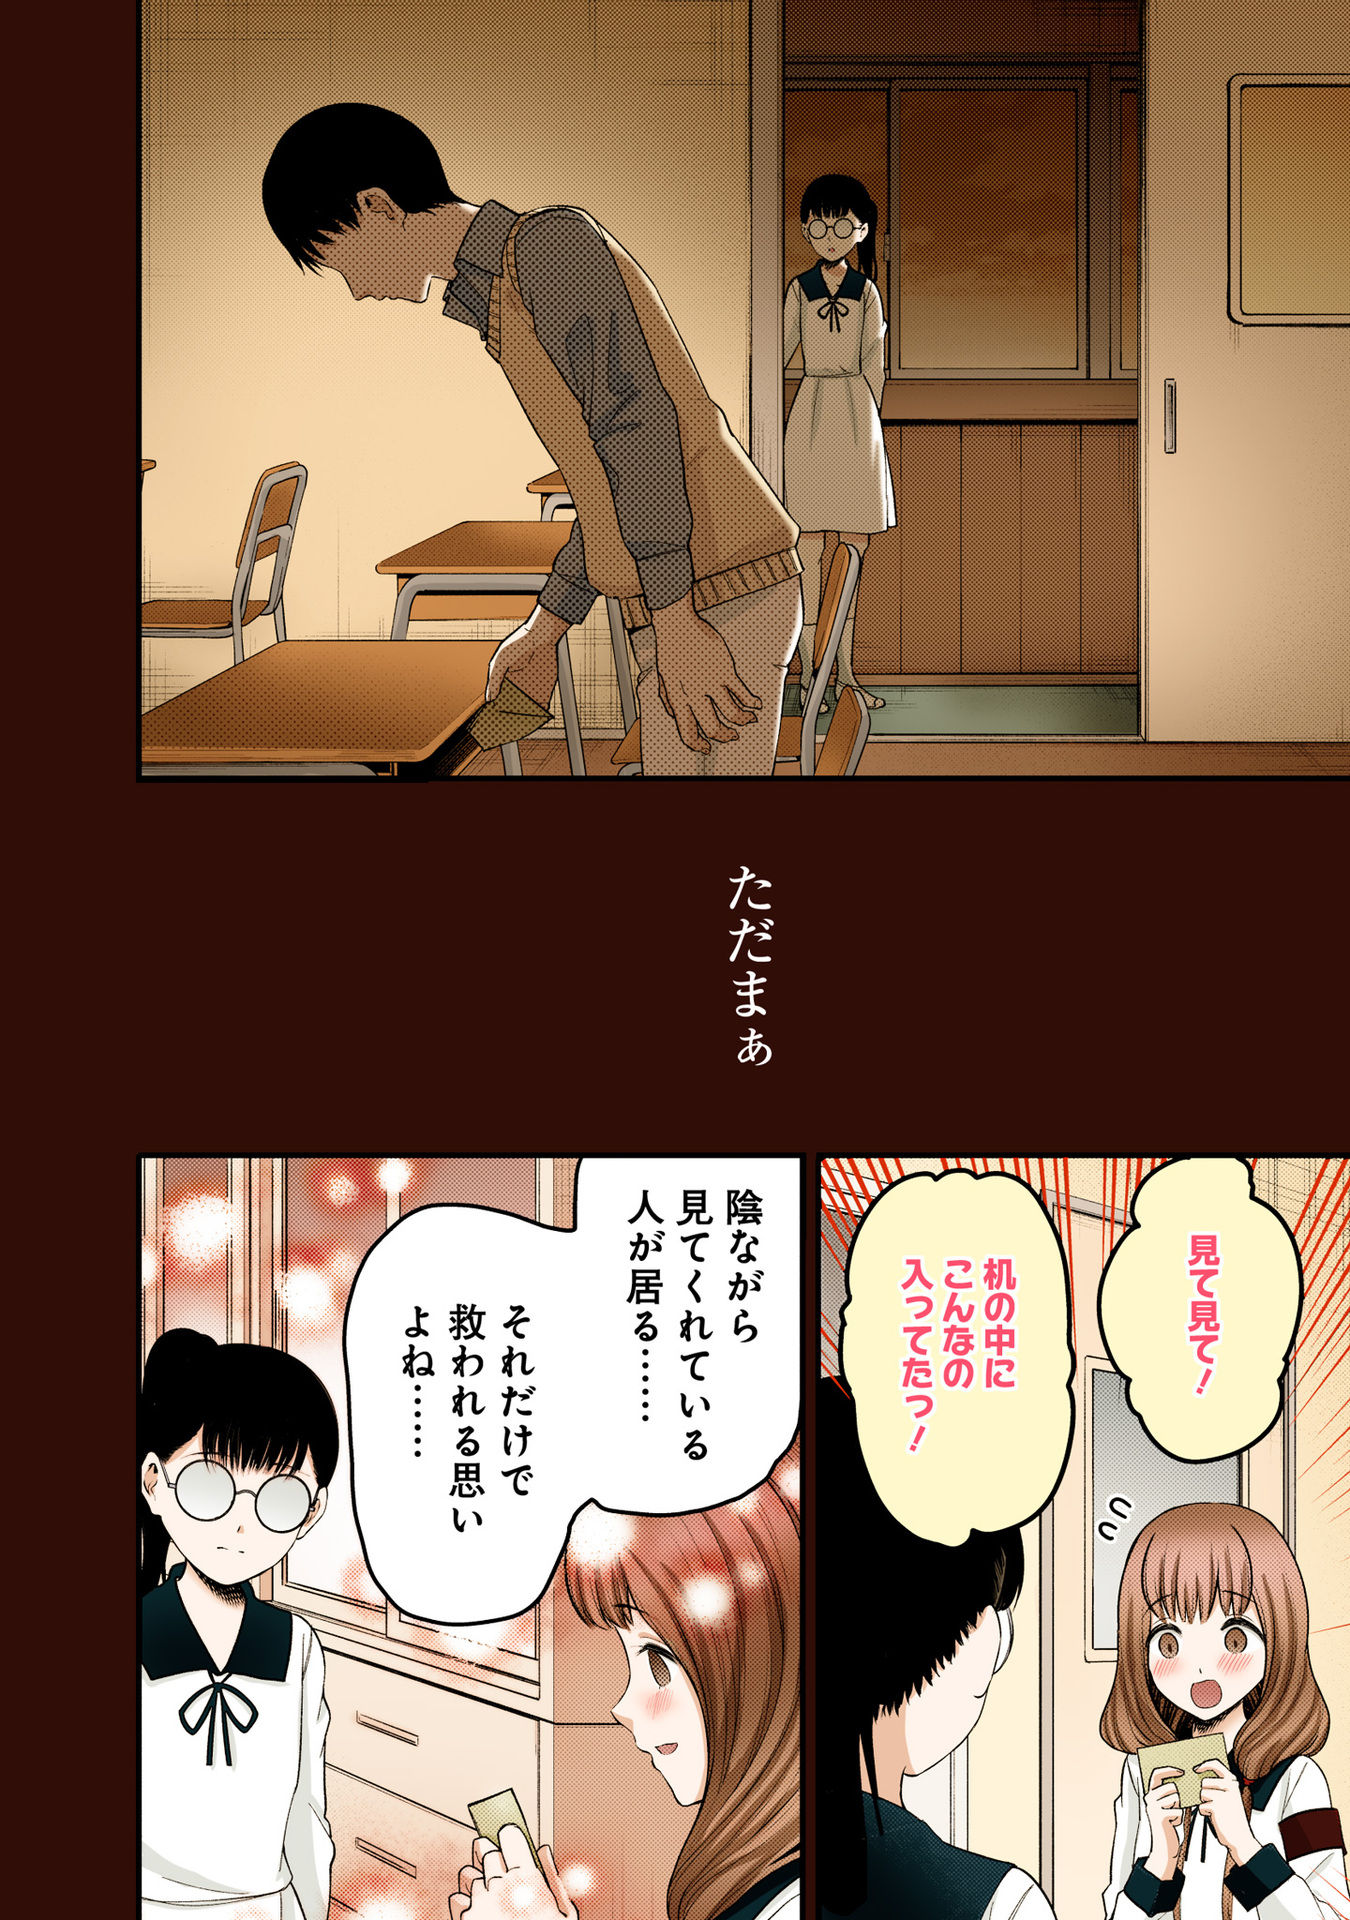 ただまぁ
見て見て！
机の中に
こんなの
入ってたっ！
陰ながら
見てくれている
人が居る……
それだけで
救われる思い
よね……